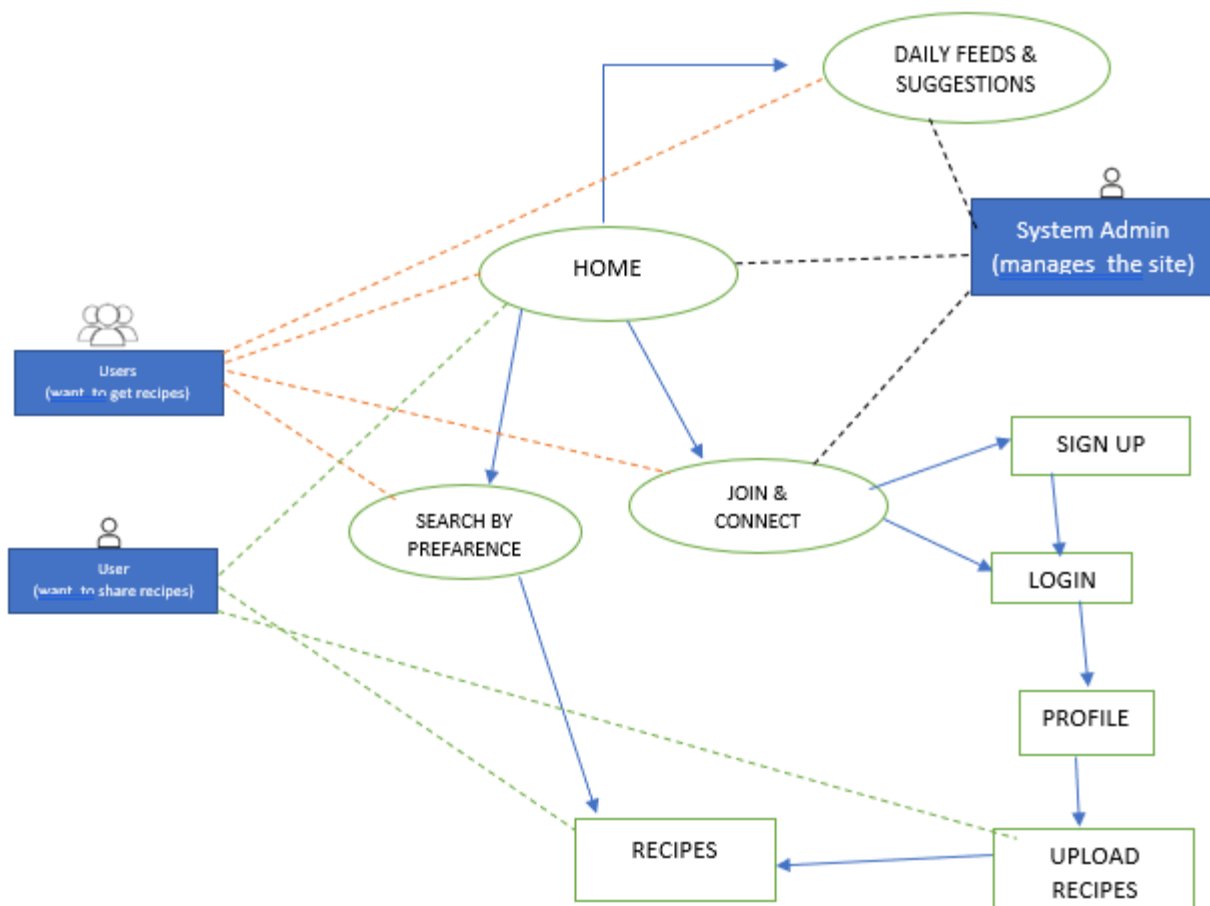 DAILY FEEDS &
SUGGESTIONS
System Admin
(manages the site)
HOME
Users
(want to get recipes)
SIGN UP
JOIN &
CONNECT
SEARCH BY
PREFARENCE
User
(want to share recipes)
LOGIN
PROFILE
RECIPES
UPLOAD
RECIPES